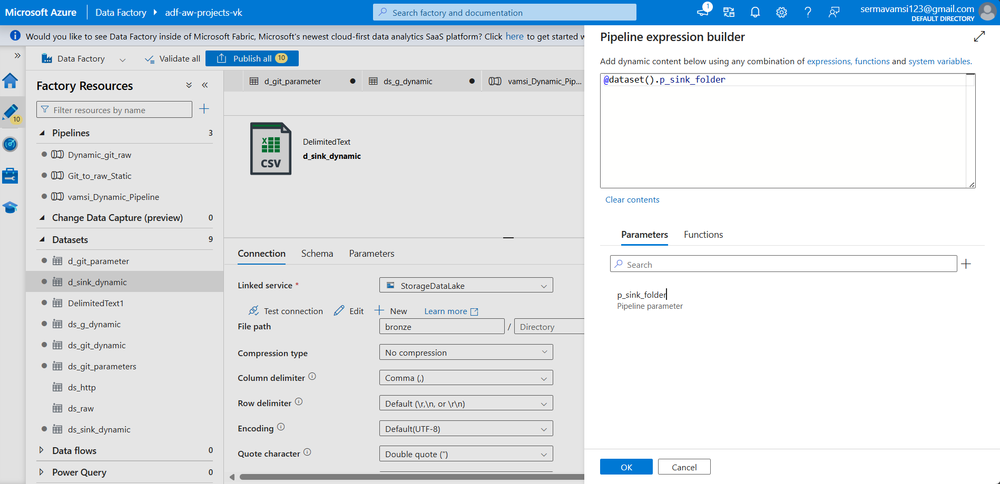 Microsoft Azure
Data Factory
adf-aw-projects-vk
Search factory and documentation
1
sermavamsi123@gmail.com
DEFAULT DIRECTORY
Would you like to see Data Factory inside of Microsoft Fabric, Microsoft's newest cloud-first data analytics SaaS platform? Click here to get started w
Data Factory
Validate all
Publish all 10
10
Factory Resources
Filter resources by name
Pipelines 3
Dynamic_git_raw
Git_to_raw_Static
vamsi_Dynamic_Pipeline
Change Data Capture (preview) 0
Datasets 9
d_git_parameter
d_sink_dynamic
DelimitedText1
ds_g_dynamic
ds_git_dynamic
ds_git_parameters
ds_http
ds_raw
ds_sink_dynamic
Data flows 0
Power Query 0
d_git_parameter
ds_g_dynamic
vamsi_Dynamic_Pip...
CSV
DelimitedText
d_sink_dynamic
Connection
Schema
Parameters
Linked service *
StorageDataLake
Test connection
Edit
New
Learn more
File path
bronze / Directory
Compression type
No compression
Column delimiter
Comma (,)
Row delimiter
Default (\r,\n, or \r\n)
Encoding
Default(UTF-8)
Quote character
Double quote (")
Pipeline expression builder
Add dynamic content below using any combination of expressions, functions and system variables.
@dataset().p_sink_folder
Clear contents
Parameters
Functions
Search
p_sink_folder
Pipeline parameter
OK
Cancel